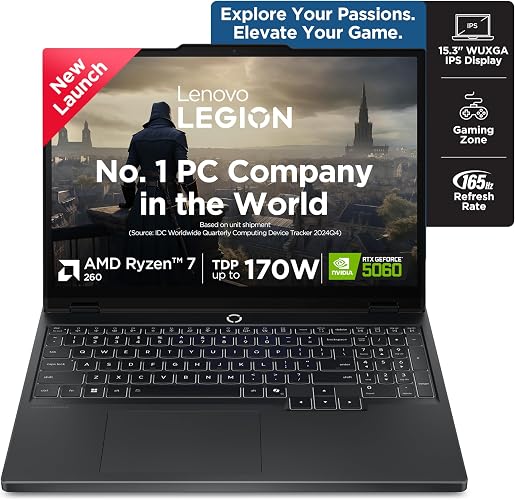 Explore Your Passions.
Elevate Your Game.
IPS
15.3" WUXGA
IPS Display
Gaming
Zone
165Hz
Refresh
Rate
New
Launch
Lenovo
LEGION
No. 1 PC Company
in the World
Based on unit shipment
(Source: IDC Worldwide Quarterly Computing Device Tracker 2024Q4)
AMD Ryzen™ 7
260
TDP
up to 170W
NVIDIA
RTX GEFORCE
5060